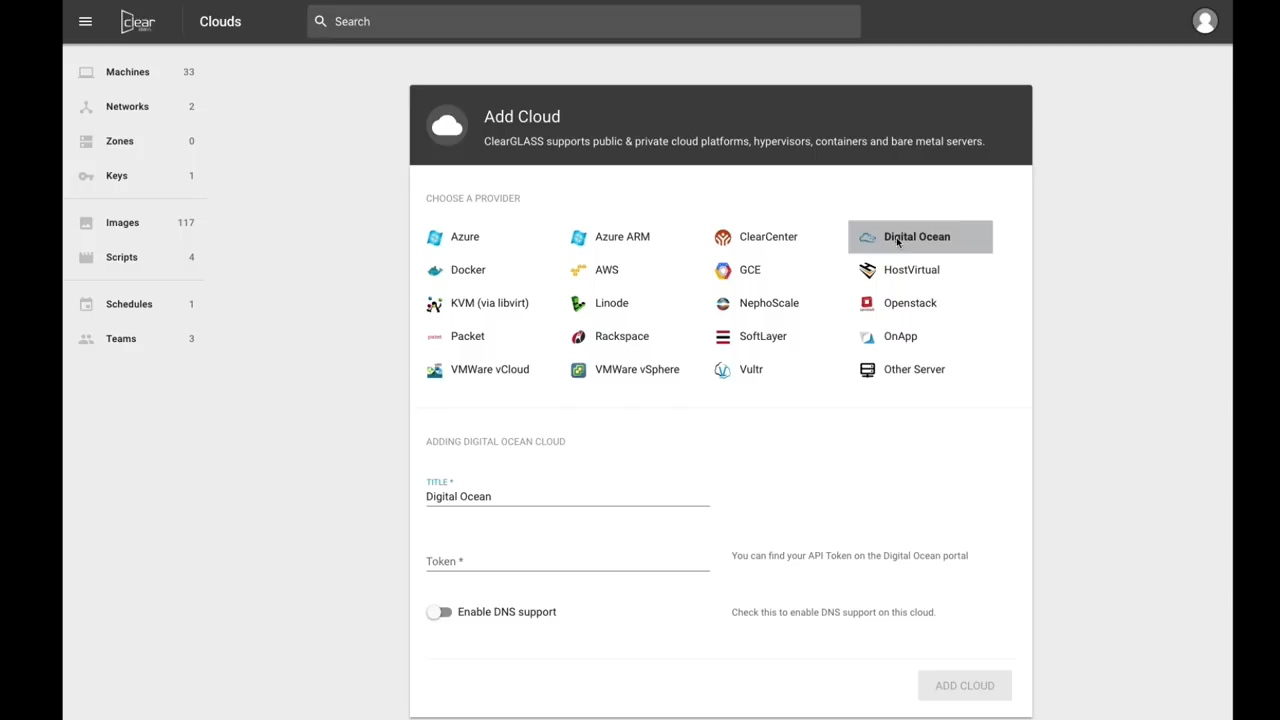 clear
Clouds
Search
Machines 33
Networks 2
Zones 0
Keys 1
Images 117
Scripts 4
Schedules 1
Teams 3
Add Cloud
ClearGLASS supports public & private cloud platforms, hypervisors, containers and bare metal servers.
CHOOSE A PROVIDER
Azure Azure ARM ClearCenter Digital Ocean
Docker AWS GCE HostVirtual
KVM (via libvirt) Linode NephoScale Openstack
Packet Rackspace SoftLayer OnApp
VMWare vCloud VMWare vSphere Vultr Other Server
ADDING DIGITAL OCEAN CLOUD
TITLE *
Digital Ocean
Token * You can find your API Token on the Digital Ocean portal
Enable DNS support Check this to enable DNS support on this cloud.
ADD CLOUD